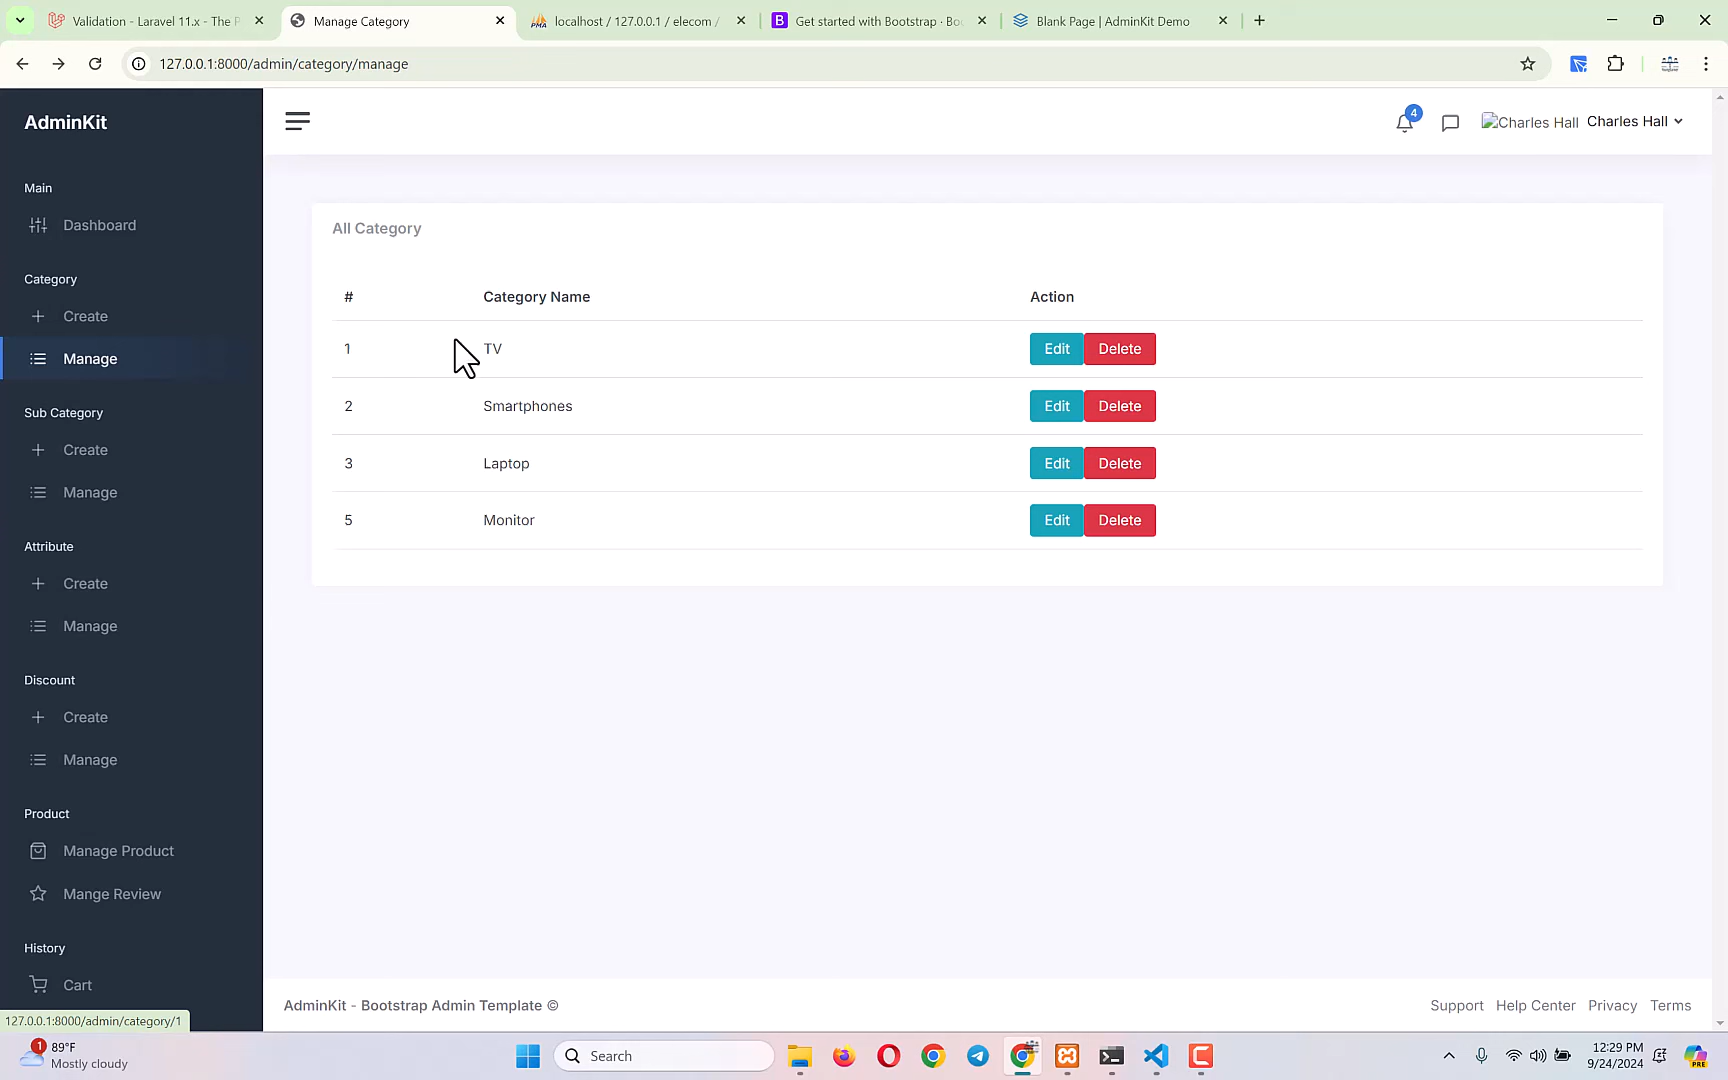 Validation - Laravel 11.x - The P
Manage Category
localhost / 127.0.0.1 / elecom /
Get started with Bootstrap · Bo
Blank Page | AdminKit Demo
127.0.0.1:8000/admin/category/manage
AdminKit
4
Charles Hall
Charles Hall
Main
Dashboard
Category
Create
Manage
Sub Category
Create
Manage
Attribute
Create
Manage
Discount
Create
Manage
Product
Manage Product
Mange Review
History
Cart
All Category
# Category Name Action
1 TV Edit Delete
2 Smartphones Edit Delete
3 Laptop Edit Delete
5 Monitor Edit Delete
AdminKit - Bootstrap Admin Template ©
Support Help Center Privacy Terms
127.0.0.1:8000/admin/category/1
1
89°F
Mostly cloudy
Search
12:29 PM
9/24/2024
PRE